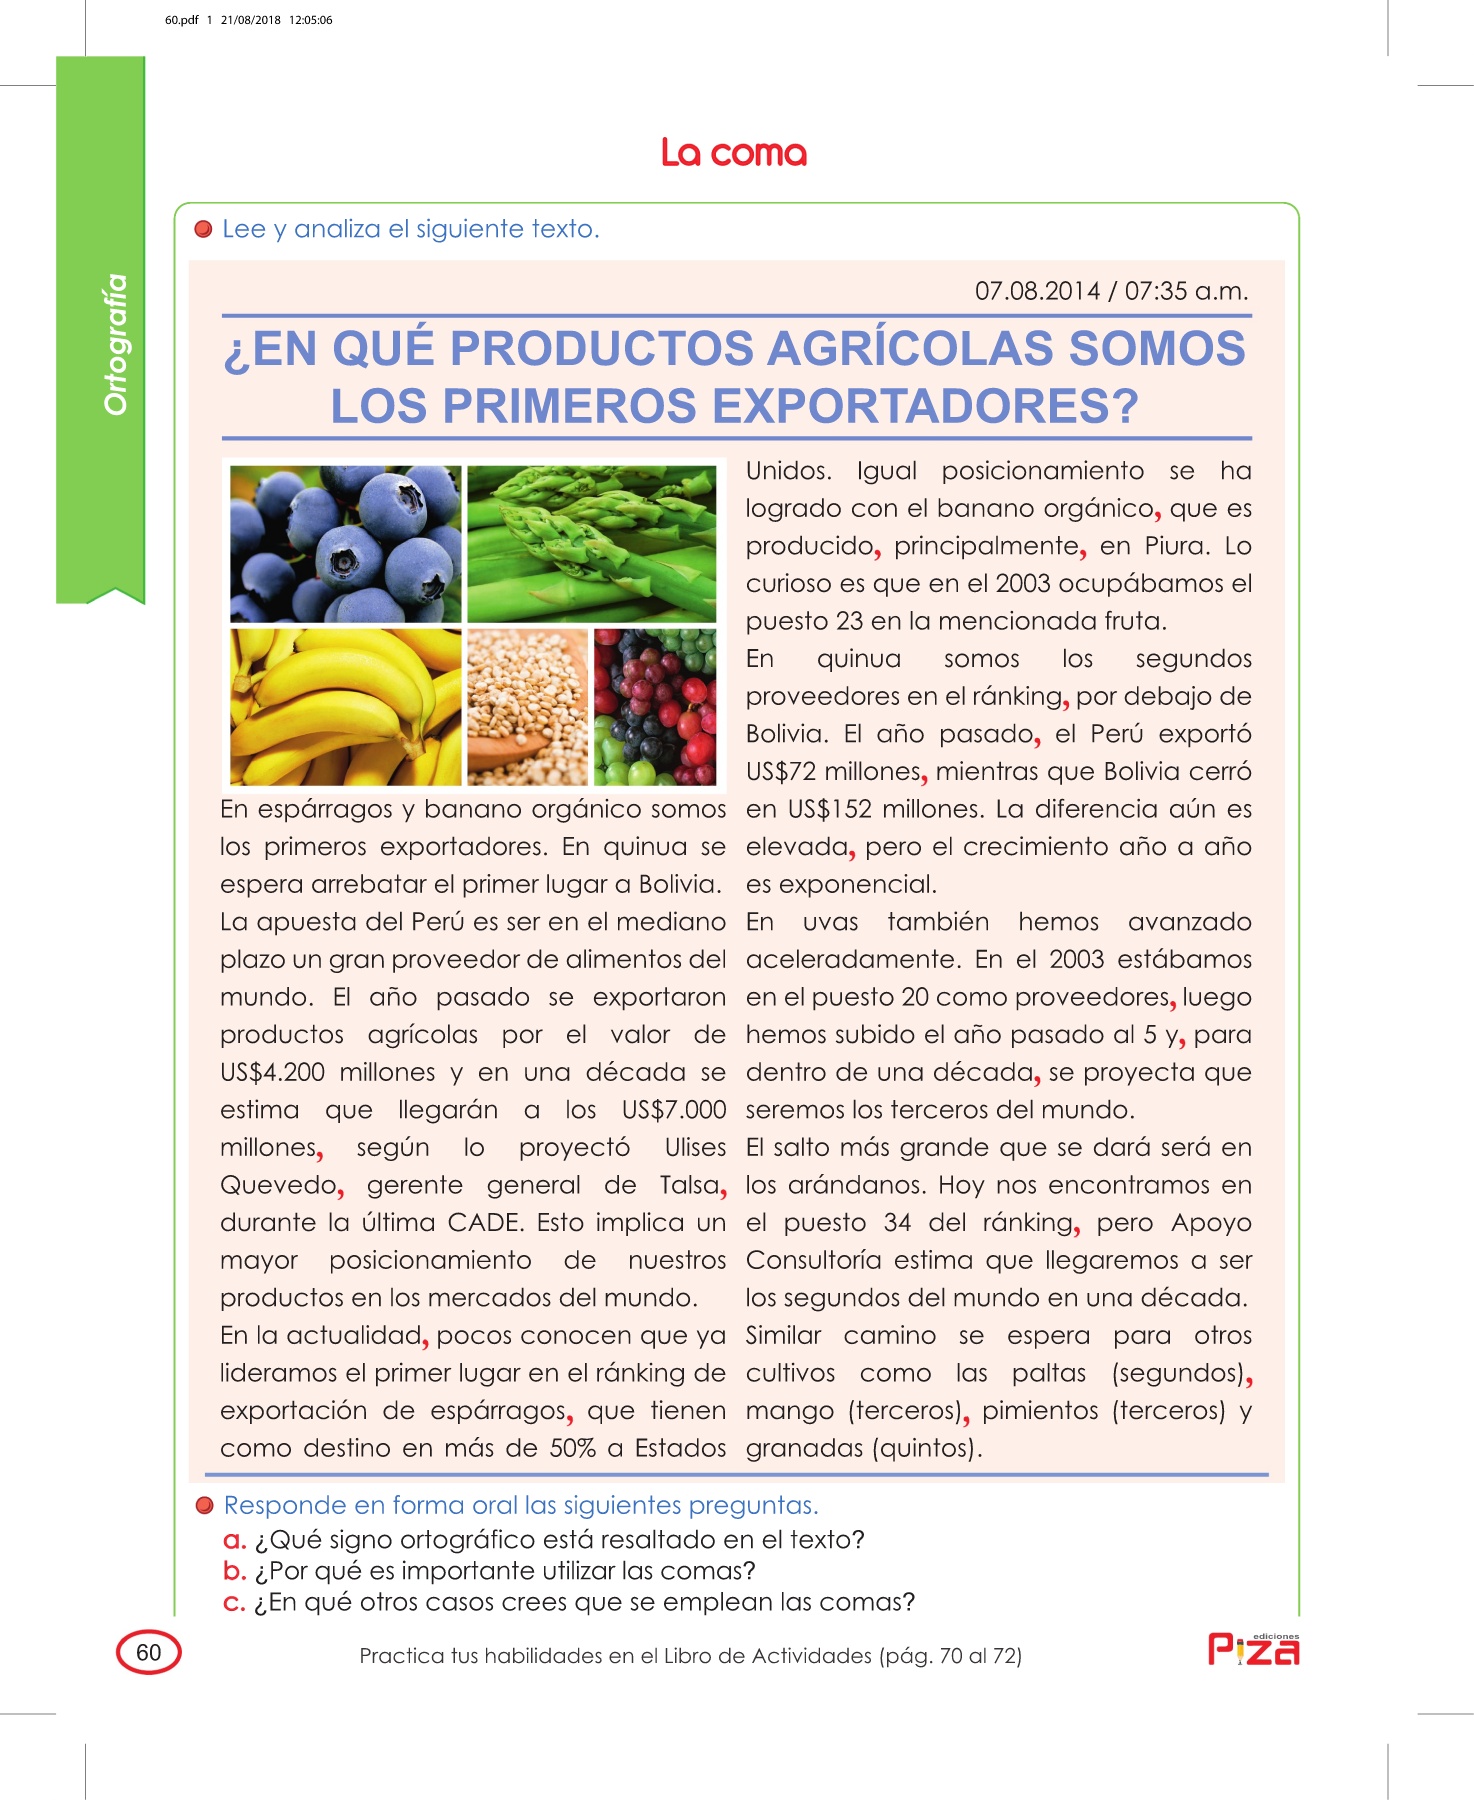 60.pdf 1 21/08/2018 12:05:06
Ortografía
La coma
Lee y analiza el siguiente texto.
07.08.2014 / 07:35 a.m.
¿EN QUÉ PRODUCTOS AGRÍCOLAS SOMOS
LOS PRIMEROS EXPORTADORES?
En espárragos y banano orgánico somos
los primeros exportadores. En quinua se
espera arrebatar el primer lugar a Bolivia.
La apuesta del Perú es ser en el mediano
plazo un gran proveedor de alimentos del
mundo. El año pasado se exportaron
productos agrícolas por el valor de
US$4.200 millones y en una década se
estima que llegarán a los US$7.000
millones, según lo proyectó Ulises
Quevedo, gerente general de Talsa,
durante la última CADE. Esto implica un
mayor posicionamiento de nuestros
productos en los mercados del mundo.
En la actualidad, pocos conocen que ya
lideramos el primer lugar en el ránking de
exportación de espárragos, que tienen
como destino en más de 50% a Estados
Unidos. Igual posicionamiento se ha
logrado con el banano orgánico, que es
producido, principalmente, en Piura. Lo
curioso es que en el 2003 ocupábamos el
puesto 23 en la mencionada fruta.
En quinua somos los segundos
proveedores en el ránking, por debajo de
Bolivia. El año pasado, el Perú exportó
US$72 millones, mientras que Bolivia cerró
en US$152 millones. La diferencia aún es
elevada, pero el crecimiento año a año
es exponencial.
En uvas también hemos avanzado
aceleradamente. En el 2003 estábamos
en el puesto 20 como proveedores, luego
hemos subido el año pasado al 5 y, para
dentro de una década, se proyecta que
seremos los terceros del mundo.
El salto más grande que se dará será en
los arándanos. Hoy nos encontramos en
el puesto 34 del ránking, pero Apoyo
Consultoría estima que llegaremos a ser
los segundos del mundo en una década.
Similar camino se espera para otros
cultivos como las paltas (segundos),
mango (terceros), pimientos (terceros) y
granadas (quintos).
Responde en forma oral las siguientes preguntas.
a. ¿Qué signo ortográfico está resaltado en el texto?
b. ¿Por qué es importante utilizar las comas?
c. ¿En qué otros casos crees que se emplean las comas?
60
Practica tus habilidades en el Libro de Actividades (pág. 70 al 72)
ediciones
Piza